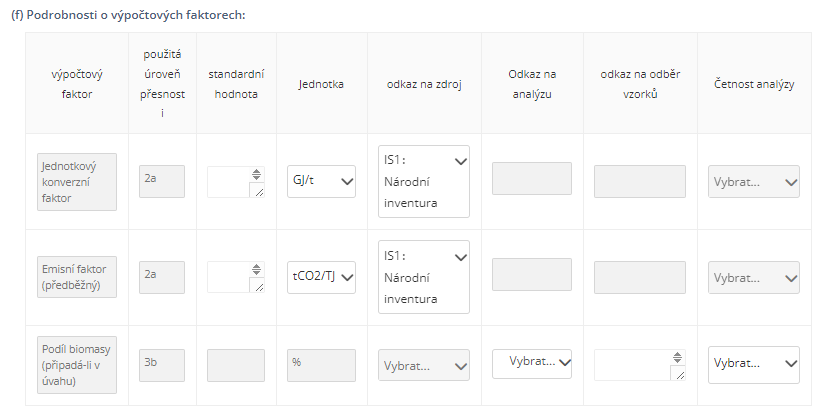 (f) Podrobnosti o výpočtových faktorech:
výpočtový
faktor
použitá
úroveň
přesnost
i
standardní
hodnota
Jednotka
odkaz na zdroj
Odkaz na
analýzu
odkaz na odběr
vzorků
Četnost analýzy
Jednotkový
konverzní
faktor
2a
GJ/t
IS1:
Národní
inventura
Vybrat...
Emisní faktor
(předběžný)
2a
tCO2/TJ
IS1:
Národní
inventura
Vybrat...
Podíl biomasy
(připadá-li v
úvahu)
3b
%
Vybrat...
Vybrat...
Vybrat...